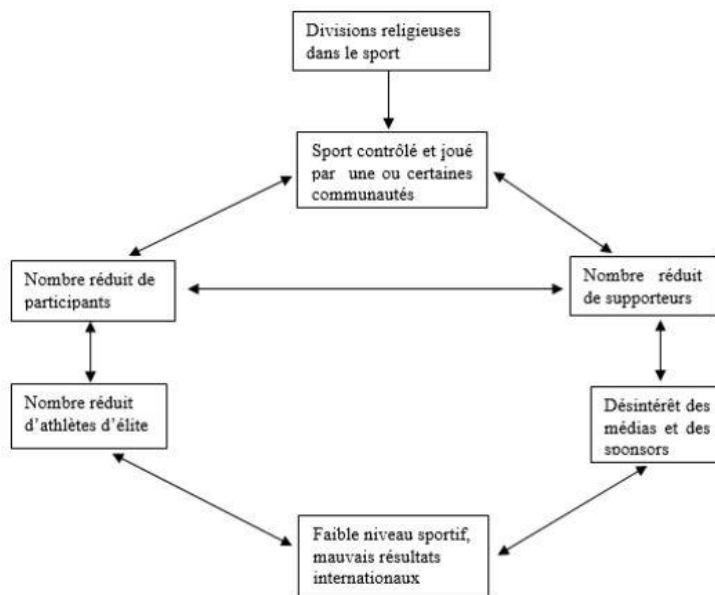 Divisions religieuses
dans le sport
Sport contrôlé et joué
par une ou certaines
communautés
Nombre réduit de
participants
Nombre réduit
de supporteurs
Nombre réduit
d’athlètes d’élite
Désintérêt des
médias et des
sponsors
Faible niveau sportif,
mauvais résultats
internationaux